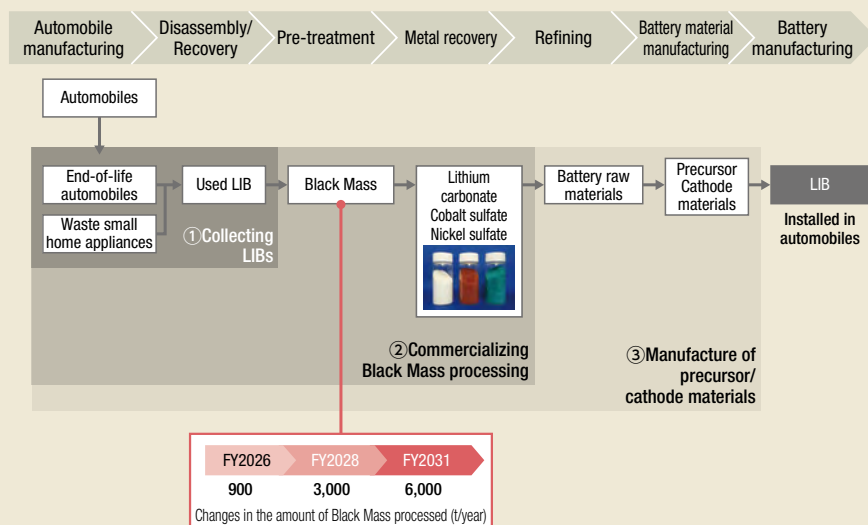 Automobile
manufacturing
Disassembly/
Recovery
Pre-treatment
Metal recovery
Refining
Battery material
manufacturing
Battery
manufacturing
Automobiles
End-of-life
automobiles
Waste small
home appliances
Used LIB
①Collecting
LIBs
Black Mass
Lithium
carbonate
Cobalt sulfate
Nickel sulfate
②Commercializing
Black Mass processing
Battery raw
materials
Precursor
Cathode
materials
③Manufacture of
precursor/
cathode materials
LIB
Installed in
automobiles
FY2026 FY2028 FY2031
900 3,000 6,000
Changes in the amount of Black Mass processed (t/year)